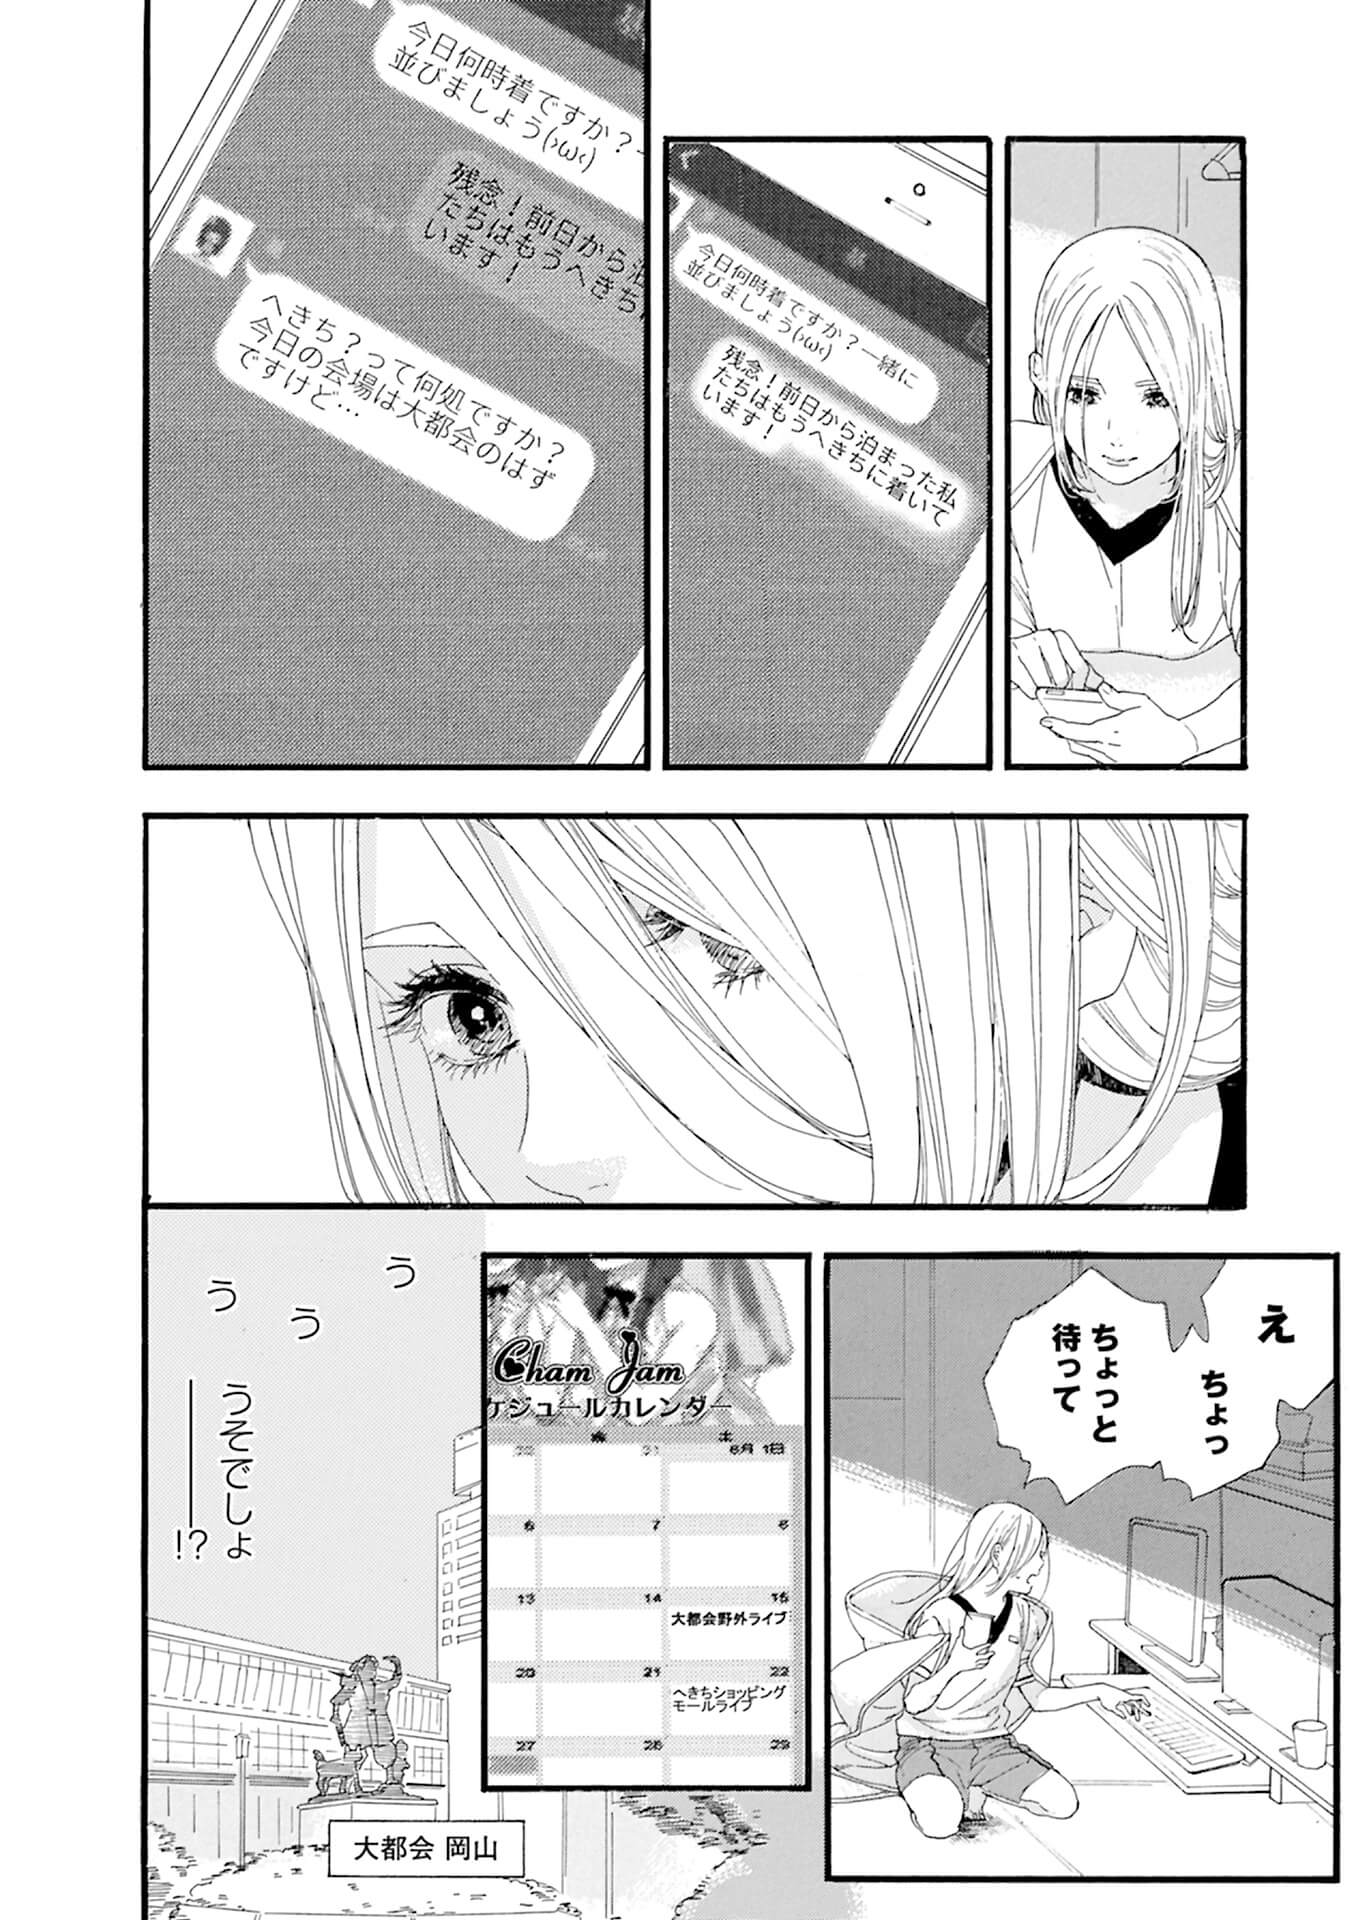 今日何時着ですか？一緒に
並びましょう(›ω‹)
残念！前日から泊まった私
たちはもうへきちに着いて
います！
今日何時着ですか？一
並びましょう(›ω‹)
残念！前日から泊
たちはもうへきちに
います！
へきち？って何処ですか？
今日の会場は大都会のはず
ですけど…
え
ちょっ
ちょっと
待って
Cham Jam
ケジュールカレンダー
30
31
6月 1日
6
7
8
13
14
15
大都会野外ライブ
20
21
22
へきちショッピング
モールライブ
27
28
29
う
う
う
うそでしょ
――!?
大都会 岡山